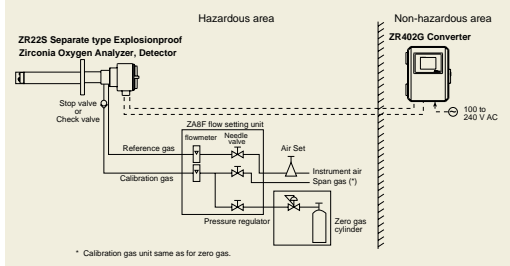 Hazardous area
Non-hazardous area
ZR22S Separate type Explosionproof
Zirconia Oxygen Analyzer, Detector
ZR402G Converter
Stop valve
or
Check valve
100 to
240 V AC
ZA8F flow setting unit
flowmeter
Needle
valve
Air Set
Reference gas
Calibration gas
Instrument air
Span gas (*)
Pressure regulator
Zero gas
cylinder
* Calibration gas unit same as for zero gas.